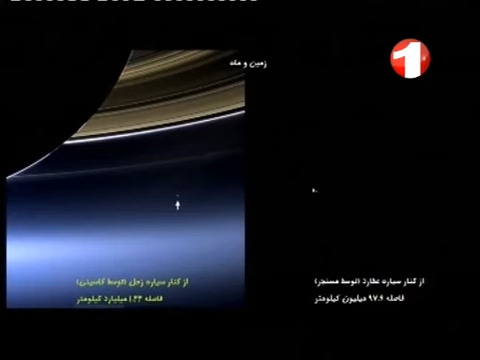 زمین و ماه
1
از کنار سیاره زحل (توسط کاسینی)
فاصله ۱.۴۴ میلیارد کیلومتر
از کنار سیاره عطارد (توسط مسنجر)
فاصله ۹۷.۶ میلیون کیلومتر